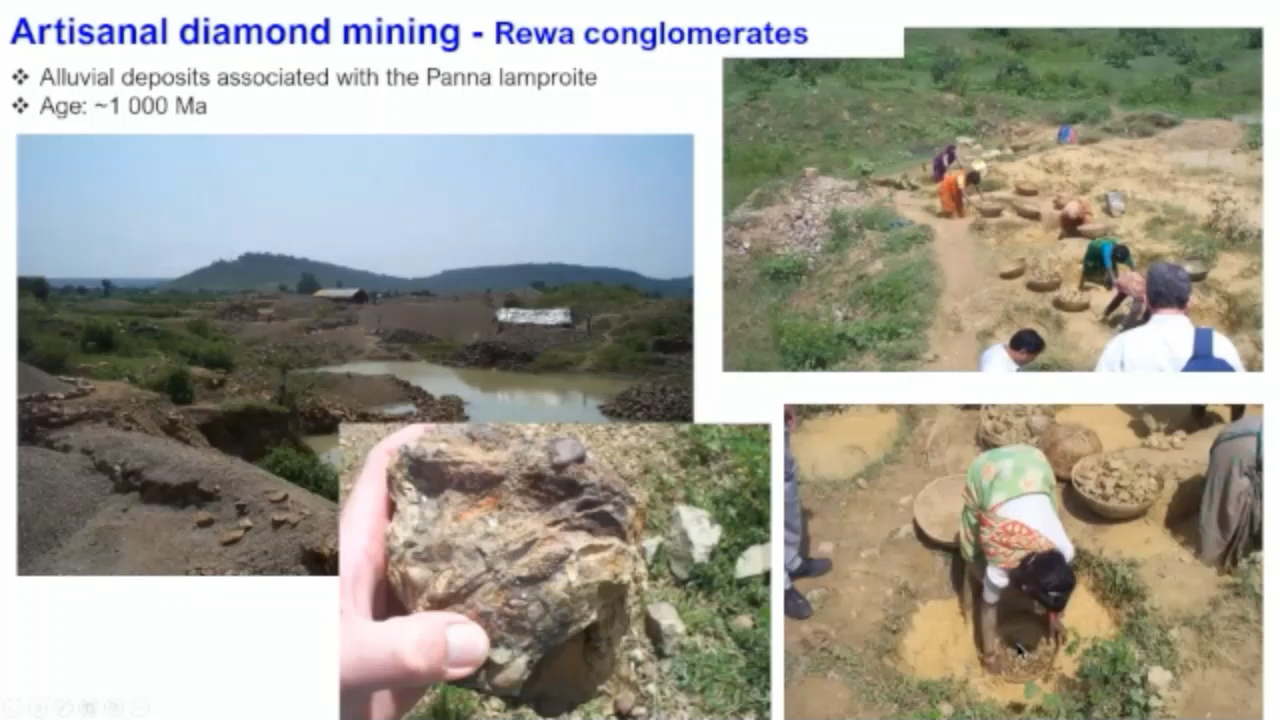 Artisanal diamond mining - Rewa conglomerates
❖ Alluvial deposits associated with the Panna lamproite
❖ Age: ~1 000 Ma